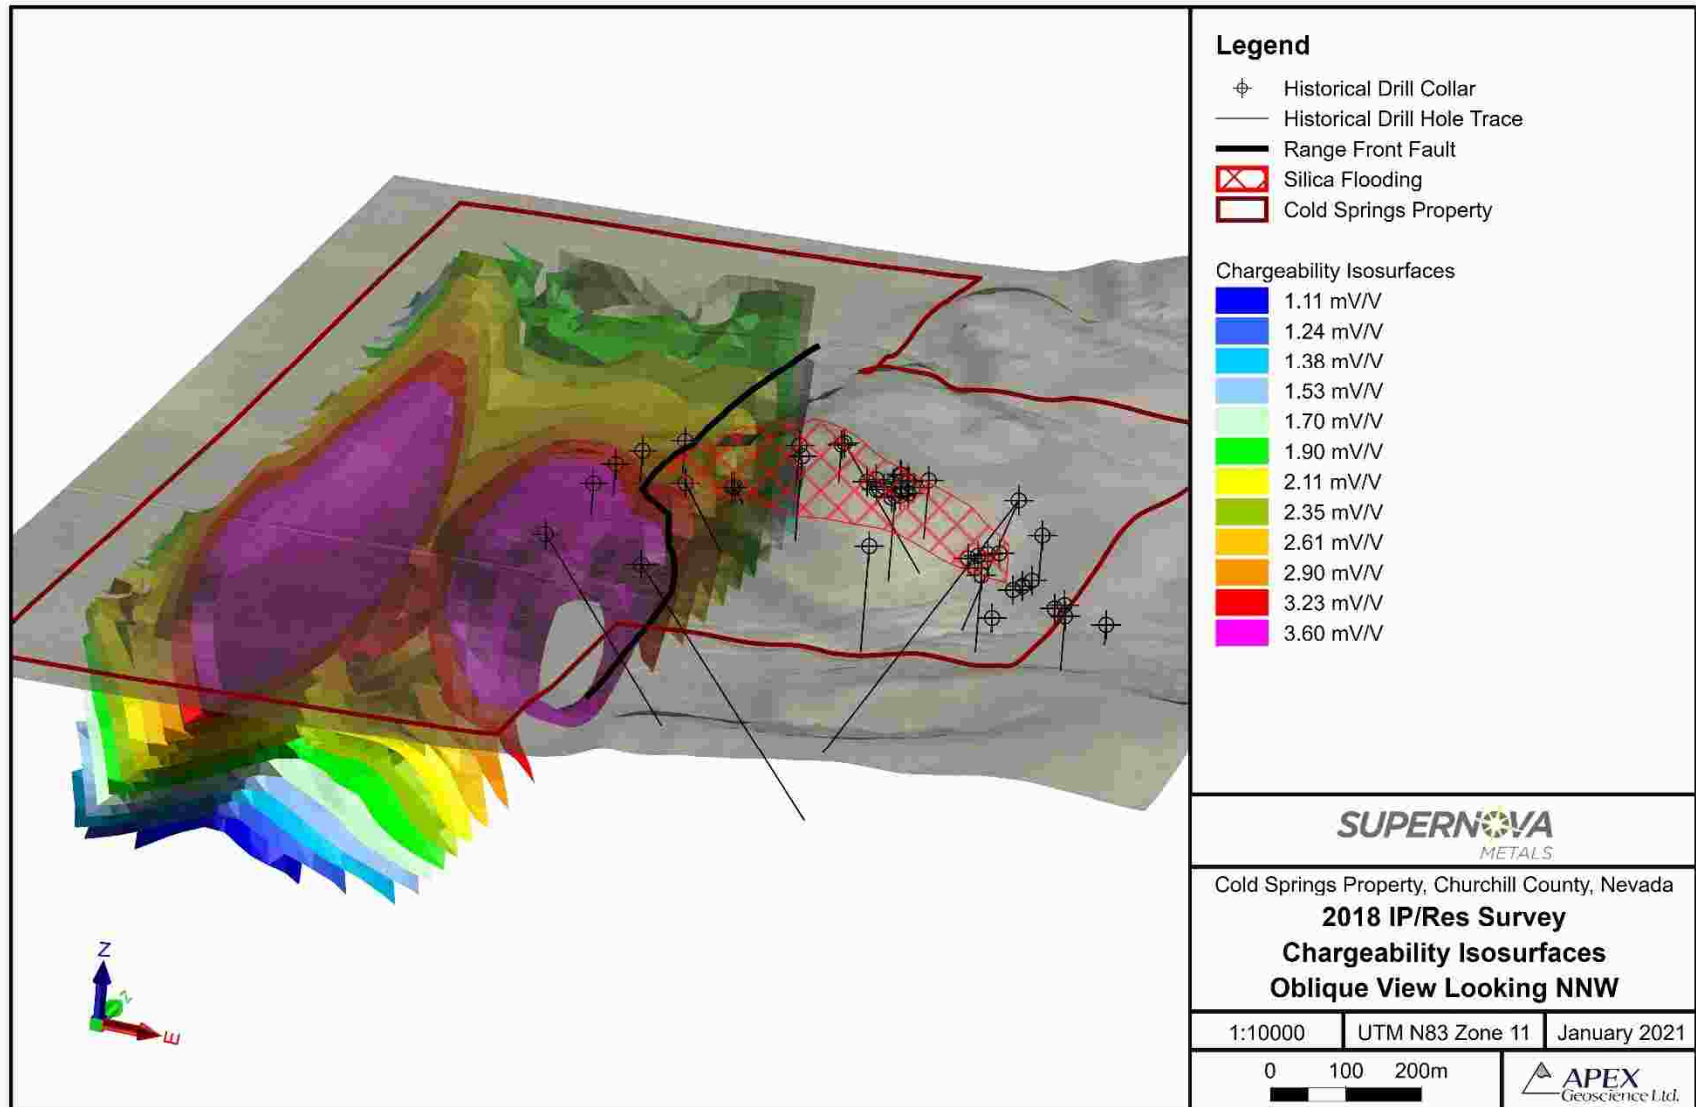 Legend
Historical Drill Collar
Historical Drill Hole Trace
Range Front Fault
Silica Flooding
Cold Springs Property
Chargeability Isosurfaces
1.11 mV/V
1.24 mV/V
1.38 mV/V
1.53 mV/V
1.70 mV/V
1.90 mV/V
2.11 mV/V
2.35 mV/V
2.61 mV/V
2.90 mV/V
3.23 mV/V
3.60 mV/V
SUPERNOVA
METALS
Cold Springs Property, Churchill County, Nevada
2018 IP/Res Survey
Chargeability Isosurfaces
Oblique View Looking NNW
1:10000 UTM N83 Zone 11 January 2021
0 100 200m
APEX
Geoscience Ltd.
Z
N
E